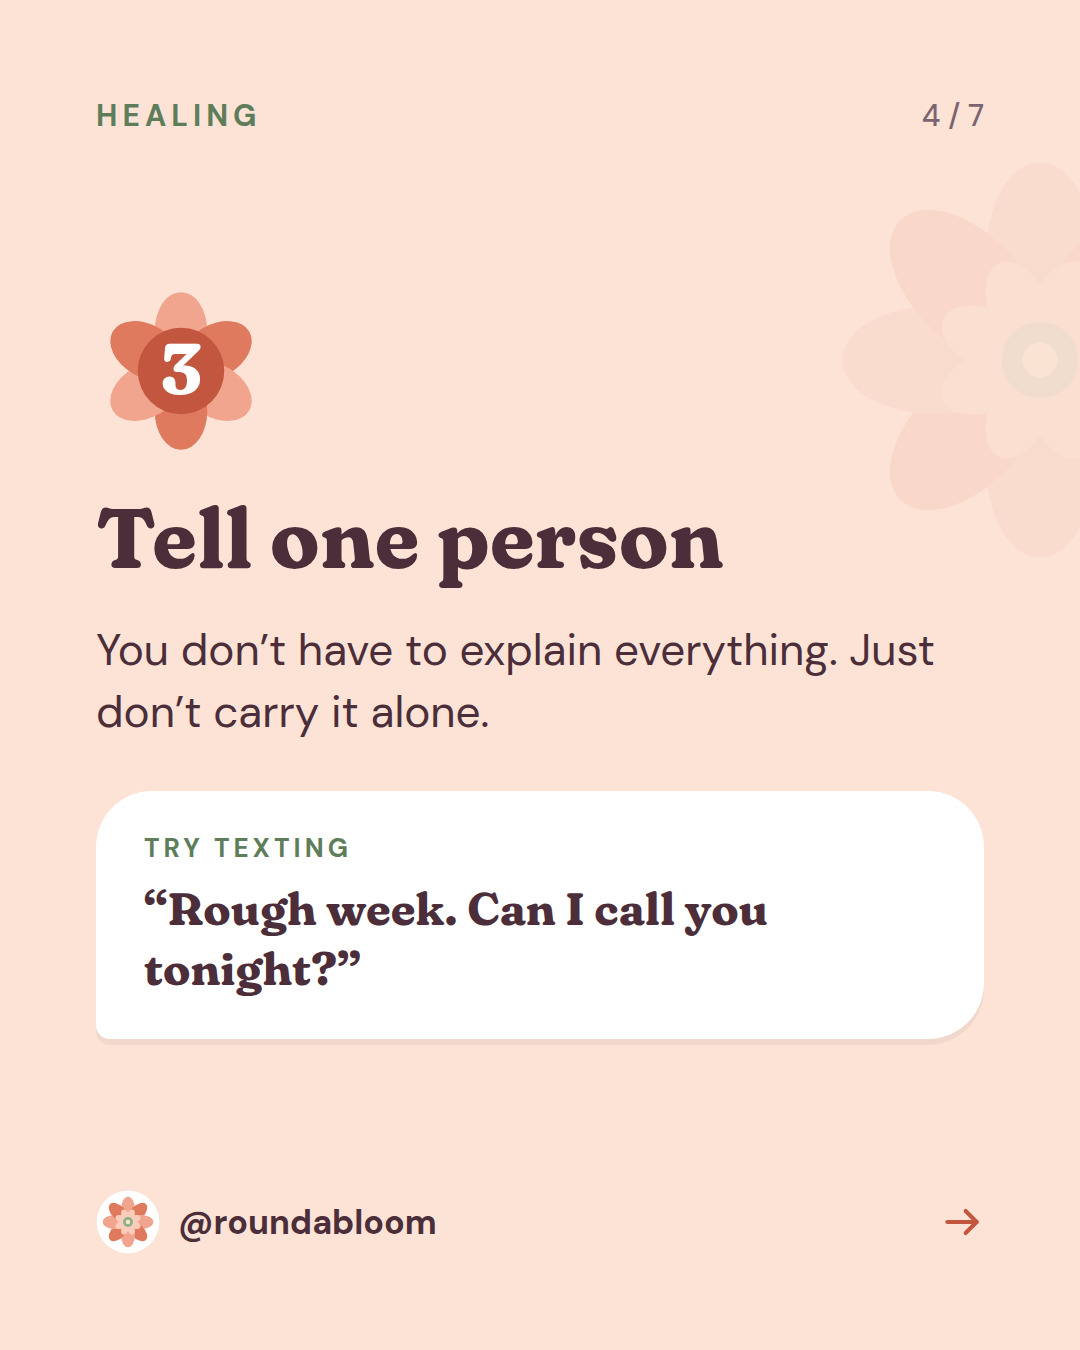 HEALING
4 / 7
3
Tell one person
You don’t have to explain everything. Just
don’t carry it alone.
TRY TEXTING
“Rough week. Can I call you
tonight?”
@roundabloom